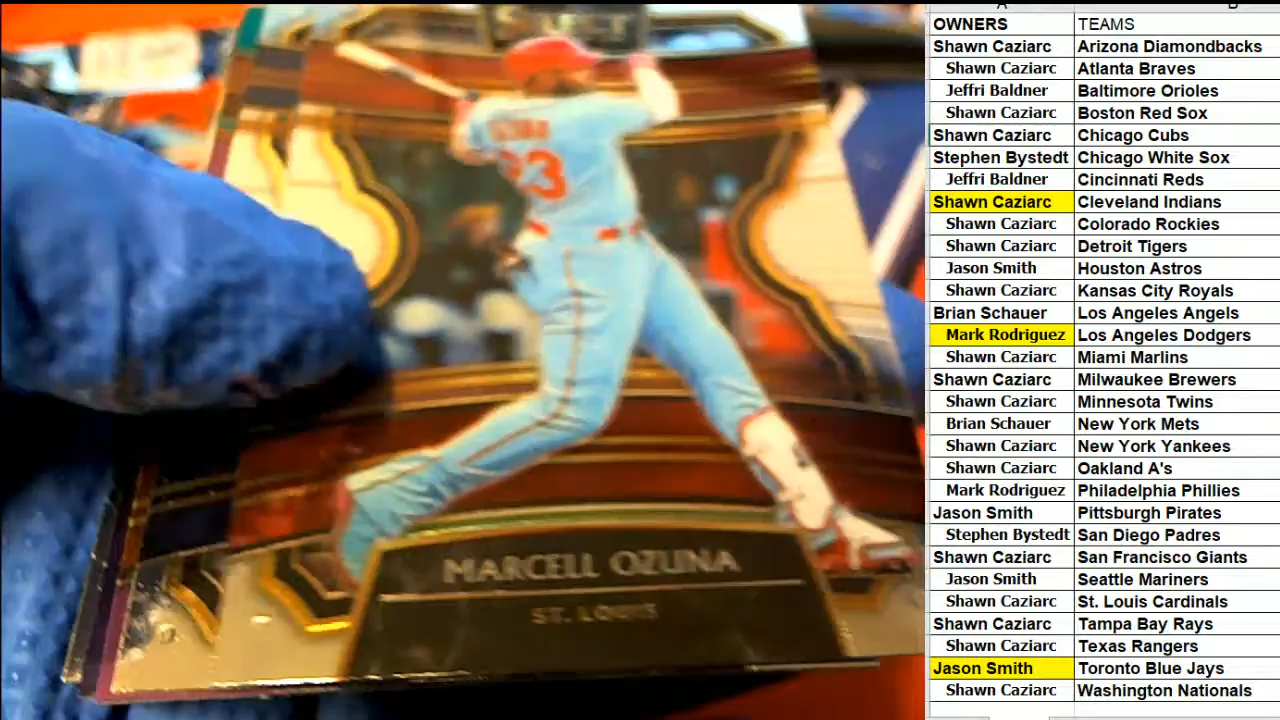 SELECT
23
MARCELL OZUNA
ST. LOUIS
OWNERS TEAMS
Shawn Caziarc Arizona Diamondbacks
Shawn Caziarc Atlanta Braves
Jeffri Baldner Baltimore Orioles
Shawn Caziarc Boston Red Sox
Shawn Caziarc Chicago Cubs
Stephen Bystedt Chicago White Sox
Jeffri Baldner Cincinnati Reds
Shawn Caziarc Cleveland Indians
Shawn Caziarc Colorado Rockies
Shawn Caziarc Detroit Tigers
Jason Smith Houston Astros
Shawn Caziarc Kansas City Royals
Brian Schauer Los Angeles Angels
Mark Rodriguez Los Angeles Dodgers
Shawn Caziarc Miami Marlins
Shawn Caziarc Milwaukee Brewers
Shawn Caziarc Minnesota Twins
Brian Schauer New York Mets
Shawn Caziarc New York Yankees
Shawn Caziarc Oakland A's
Mark Rodriguez Philadelphia Phillies
Jason Smith Pittsburgh Pirates
Stephen Bystedt San Diego Padres
Shawn Caziarc San Francisco Giants
Jason Smith Seattle Mariners
Shawn Caziarc St. Louis Cardinals
Shawn Caziarc Tampa Bay Rays
Shawn Caziarc Texas Rangers
Jason Smith Toronto Blue Jays
Shawn Caziarc Washington Nationals